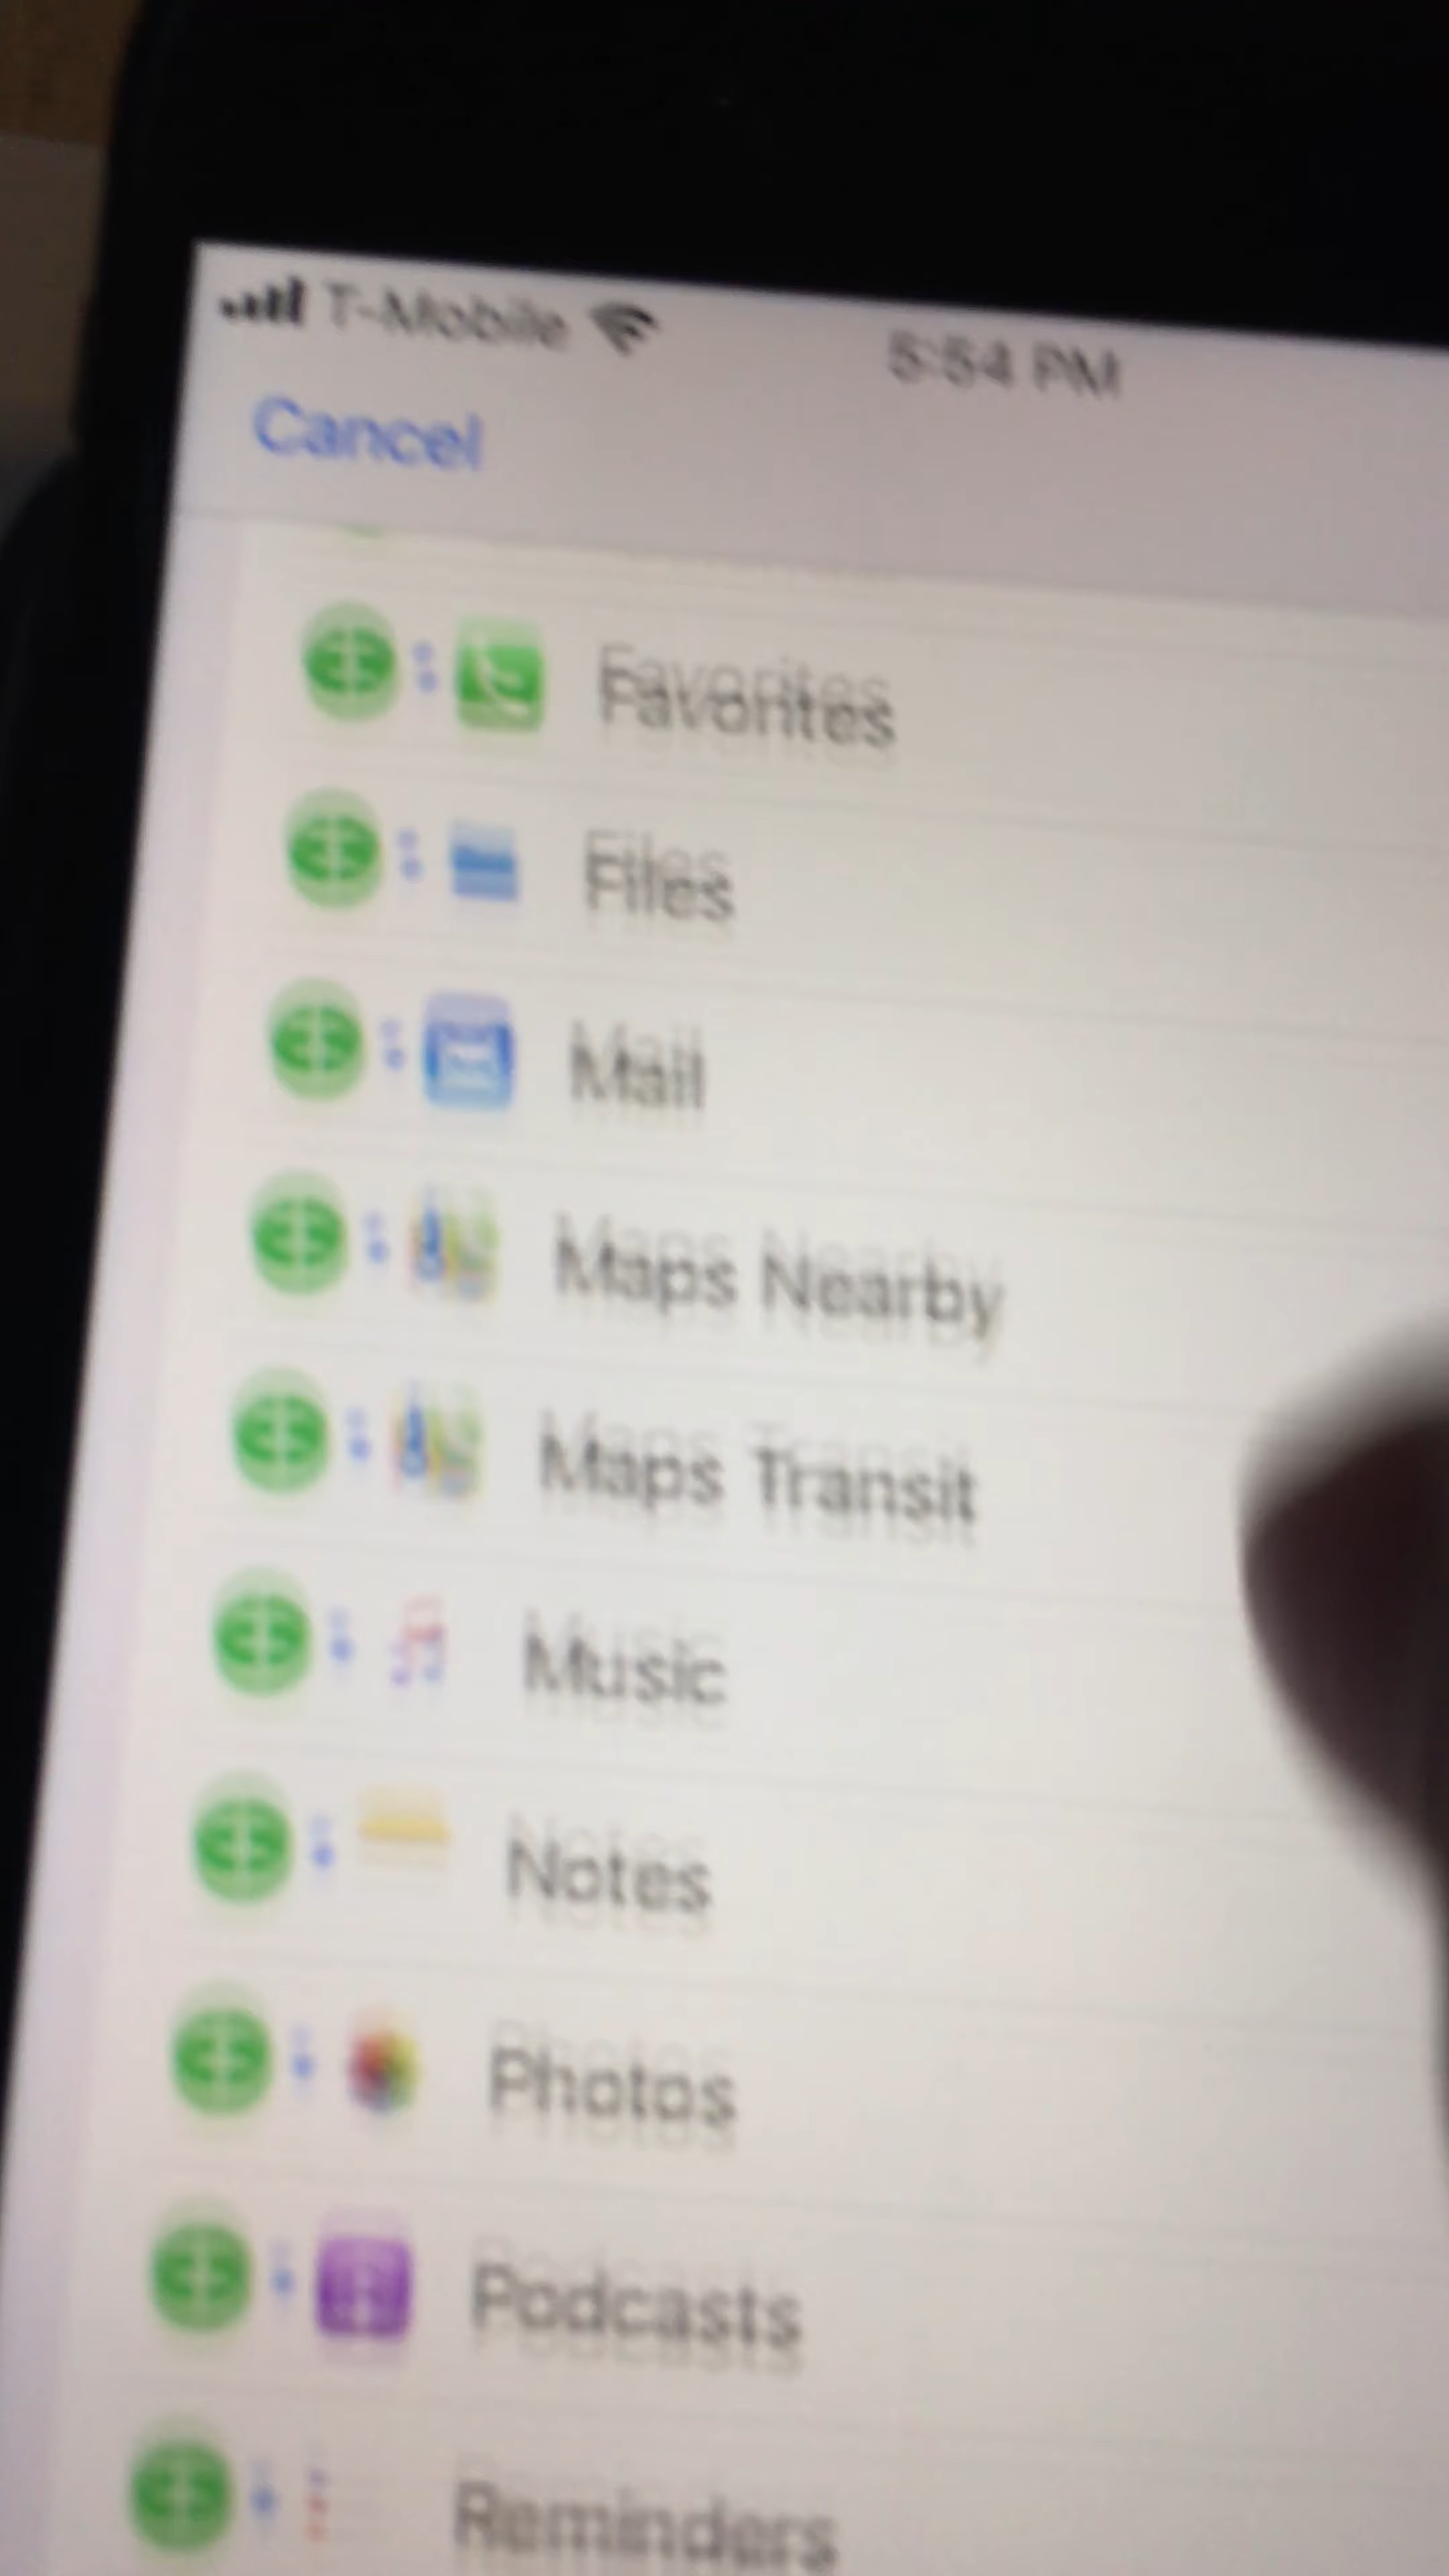 T-Mobile
5:54 PM
Cancel
Favorites
Files
Mail
Maps Nearby
Maps Transit
Music
Notes
Photos
Podcasts
Reminders